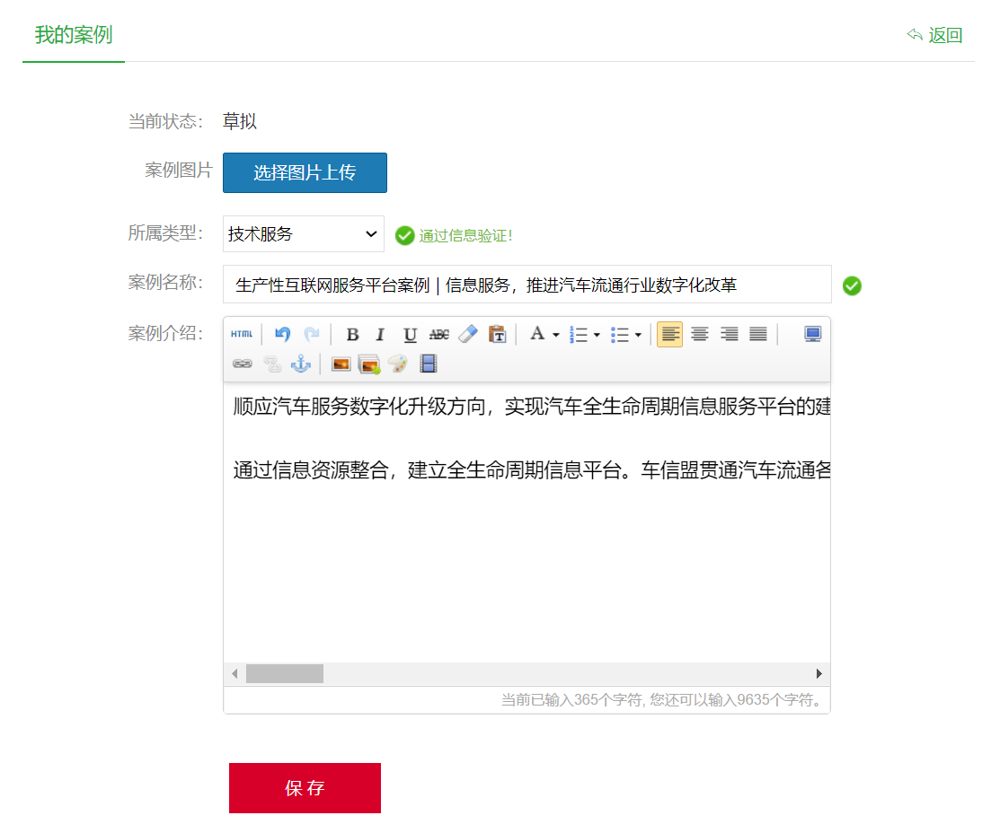 我的案例
返回
当前状态： 草拟
案例图片 选择图片上传
所属类型： 技术服务 通过信息验证！
案例名称： 生产性互联网服务平台案例 | 信息服务，推进汽车流通行业数字化改革
案例介绍： HTML B I U ABC T A
顺应汽车服务数字化升级方向，实现汽车全生命周期信息服务平台的建
通过信息资源整合，建立全生命周期信息平台。车信盟贯通汽车流通各
当前已输入365个字符, 您还可以输入9635个字符。
保 存